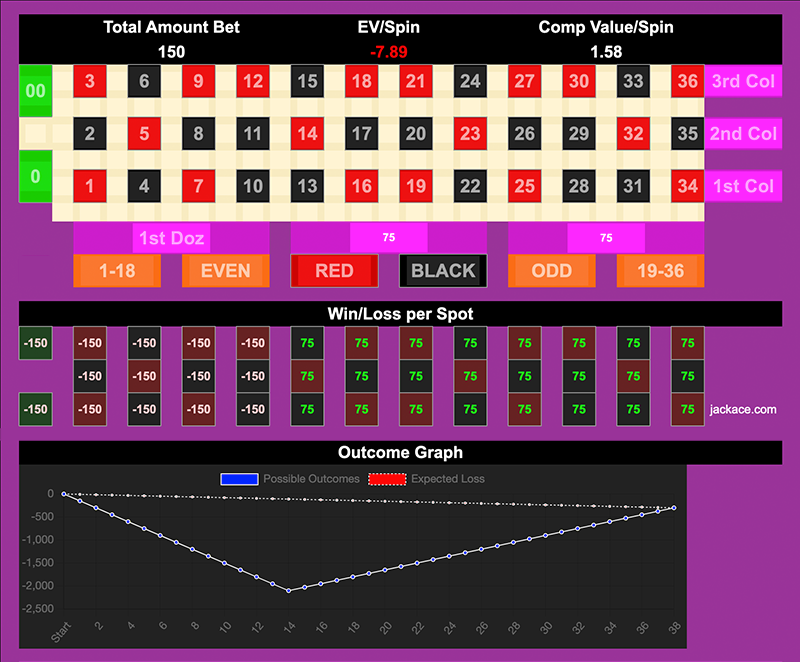 Total Amount Bet EV/Spin Comp Value/Spin
150 -7.89 1.58
00 3 6 9 12 15 18 21 24 27 30 33 36 3rd Col
2 5 8 11 14 17 20 23 26 29 32 35 2nd Col
0 1 4 7 10 13 16 19 22 25 28 31 34 1st Col
1st Doz 75 75
1-18 EVEN RED BLACK ODD 19-36
Win/Loss per Spot
-150 -150 -150 -150 -150 75 75 75 75 75 75 75 75
-150 -150 -150 -150 75 75 75 75 75 75 75 75
-150 -150 -150 -150 -150 75 75 75 75 75 75 75 75 jackace.com
Outcome Graph
Possible Outcomes Expected Loss
0
-500
-1,000
-1,500
-2,000
-2,500
Start 2 4 6 8 10 12 14 16 18 20 22 24 26 28 30 32 34 36 38